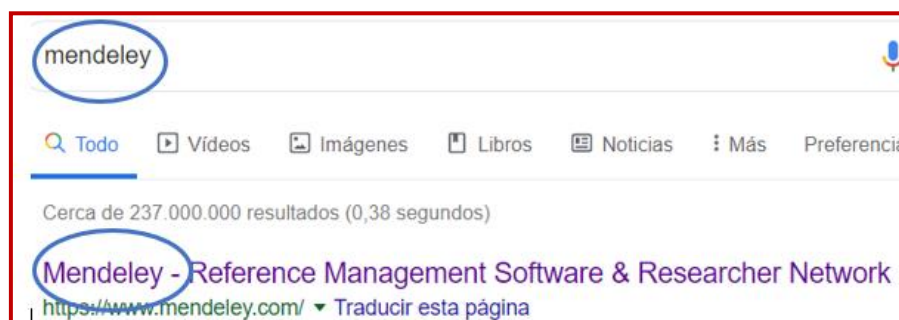 mendeley
Todo Vídeos Imágenes Libros Noticias Más Preferencia
Cerca de 237.000.000 resultados (0,38 segundos)
Mendeley - Reference Management Software & Researcher Network
https://www.mendeley.com/ Traducir esta página